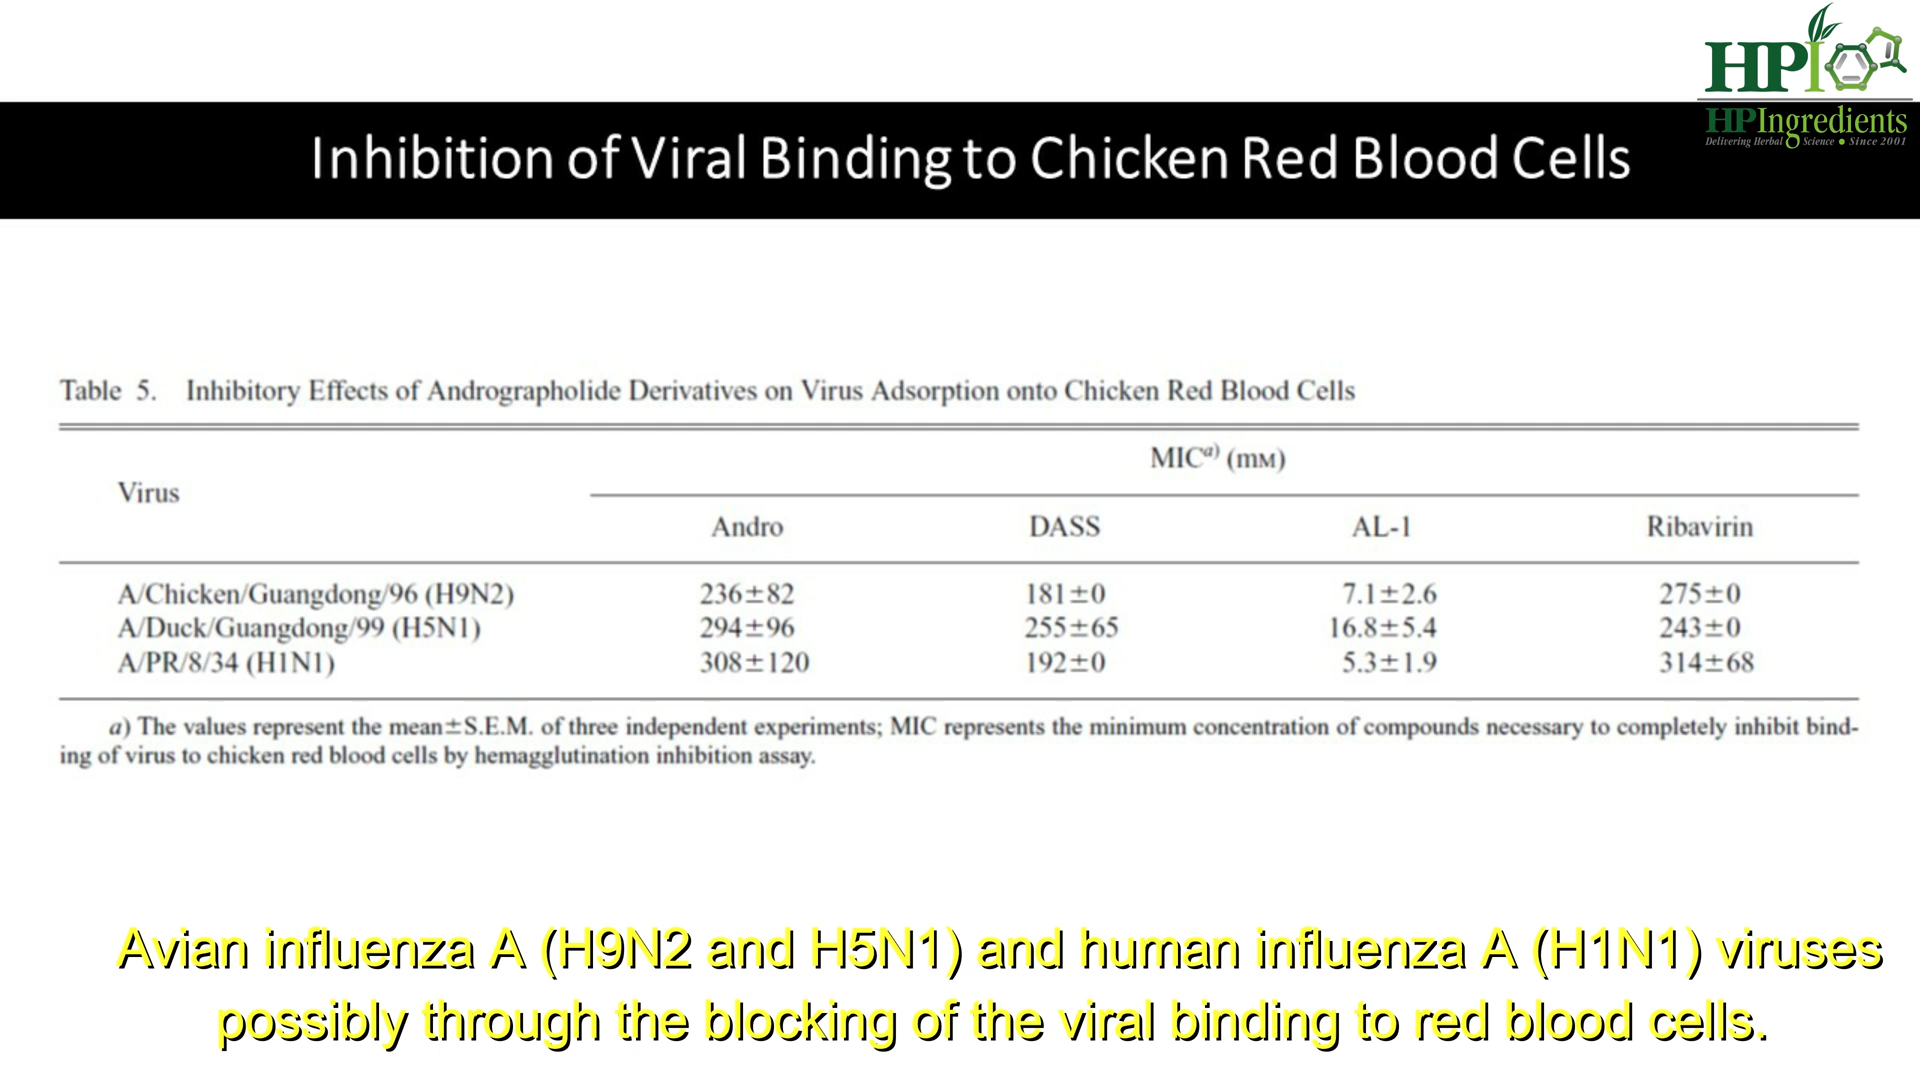 HPI
HPIngredients
Delivering Herbal Science • Since 2001
Inhibition of Viral Binding to Chicken Red Blood Cells
Table 5. Inhibitory Effects of Andrographolide Derivatives on Virus Adsorption onto Chicken Red Blood Cells
Virus
MICa) (mM)
Andro DASS AL-1 Ribavirin
A/Chicken/Guangdong/96 (H9N2) 236±82 181±0 7.1±2.6 275±0
A/Duck/Guangdong/99 (H5N1) 294±96 255±65 16.8±5.4 243±0
A/PR/8/34 (H1N1) 308±120 192±0 5.3±1.9 314±68
a) The values represent the mean±S.E.M. of three independent experiments; MIC represents the minimum concentration of compounds necessary to completely inhibit bind-
ing of virus to chicken red blood cells by hemagglutination inhibition assay.
Avian influenza A (H9N2 and H5N1) and human influenza A (H1N1) viruses
possibly through the blocking of the viral binding to red blood cells.